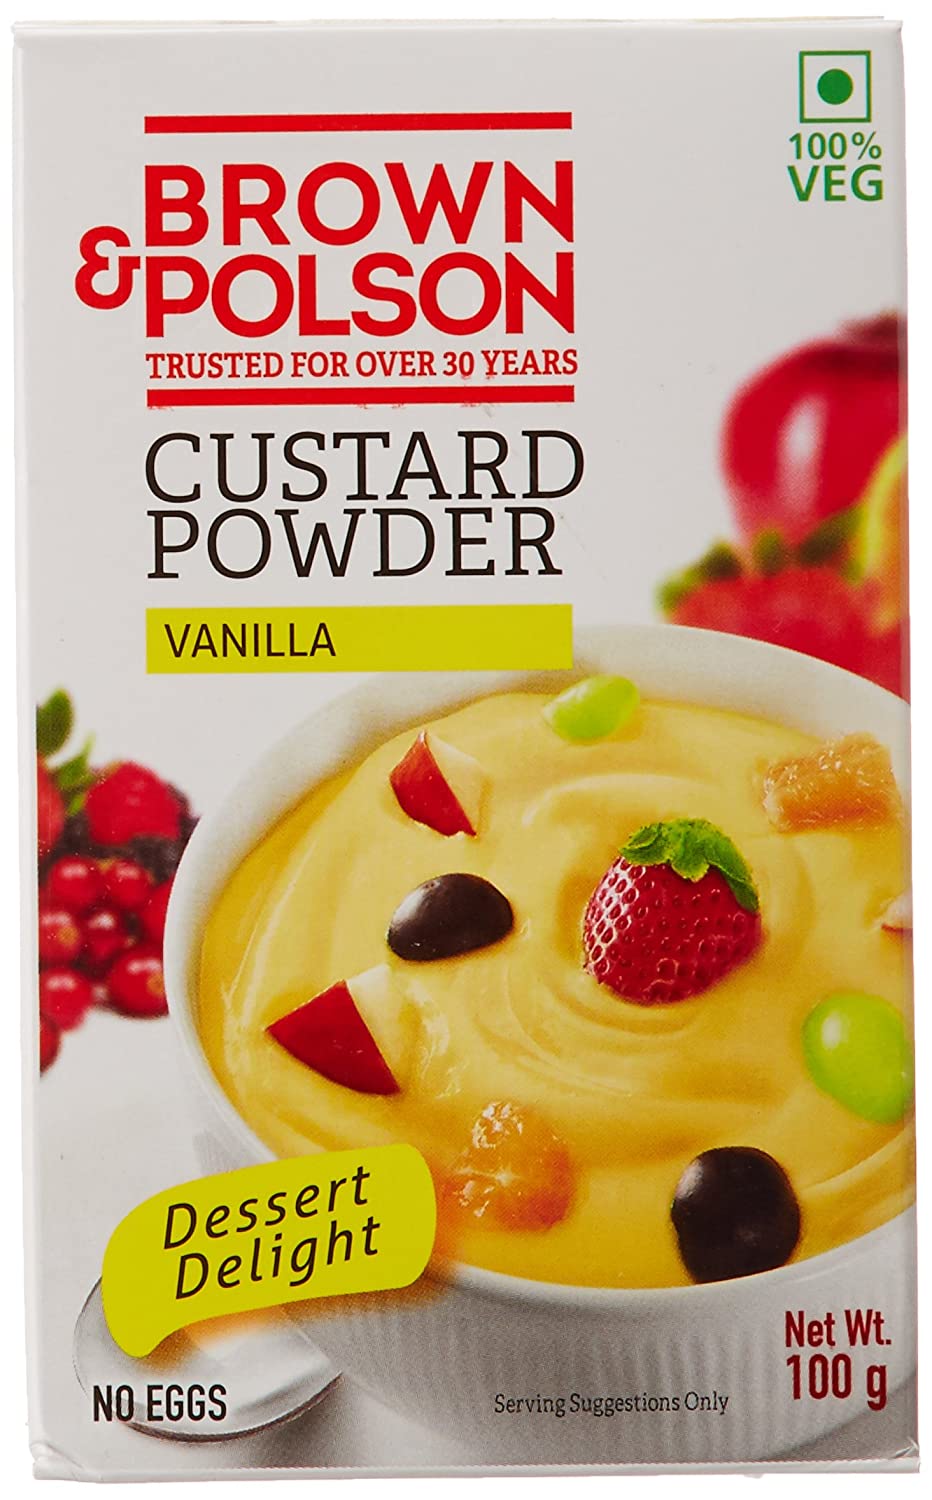 100%
VEG
BROWN
&POLSON
TRUSTED FOR OVER 30 YEARS
CUSTARD
POWDER
VANILLA
Dessert
Delight
NO EGGS
Serving Suggestions Only
Net Wt.
100 g